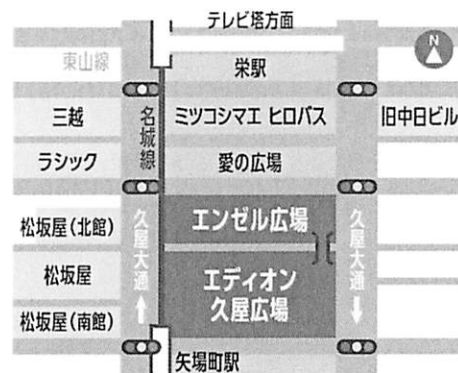 テレビ塔方面
N
東山線
栄駅
三越
名城線
ミツコシマエ ヒロバス
旧中日ビル
ラシック
愛の広場
松坂屋(北館)
久屋大通
エンゼル広場
久屋大通
松坂屋
エディオン
久屋広場
松坂屋(南館)
矢場町駅